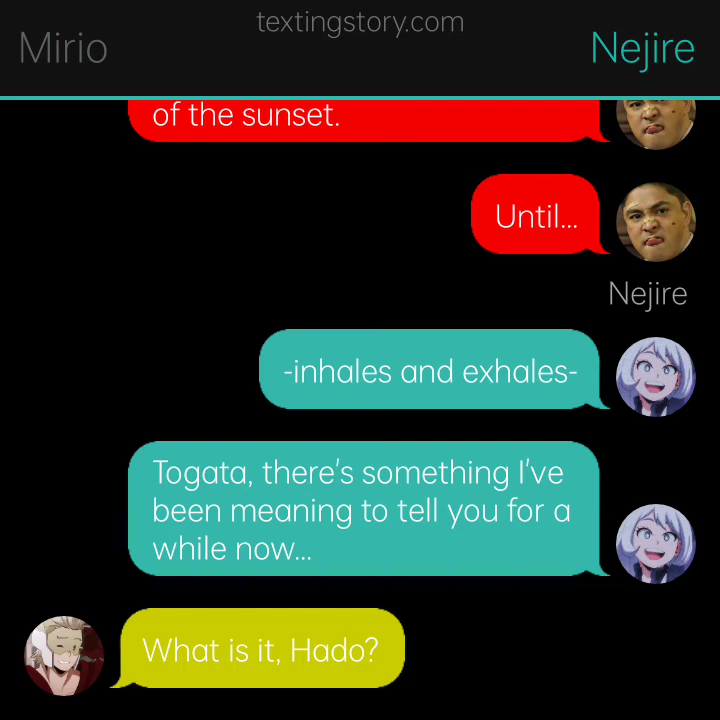 textingstory.com
Mirio
Nejire
of the sunset.
Until...
Nejire
-inhales and exhales-
Togata, there's something I've
been meaning to tell you for a
while now...
What is it, Hado?